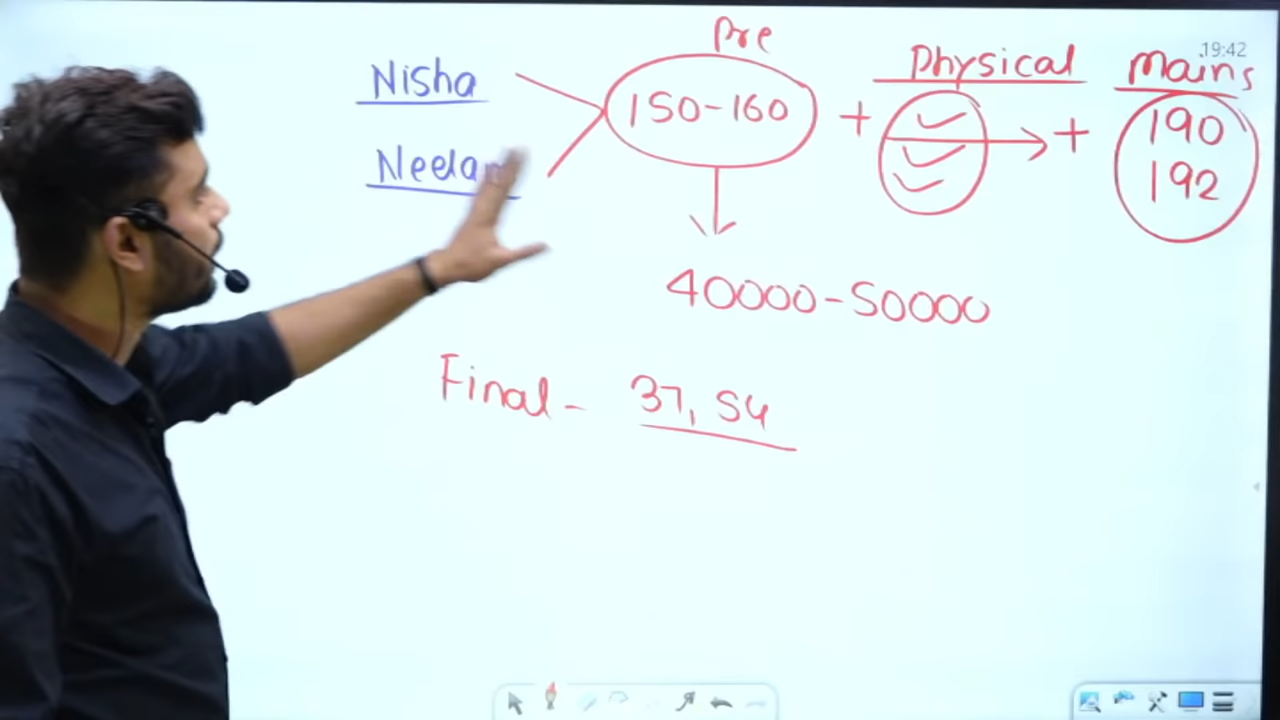 Pre
19:42
Nisha 150-160 + Physical + Mains
190
Neelam 192
40000-50000
Final - 37, 54